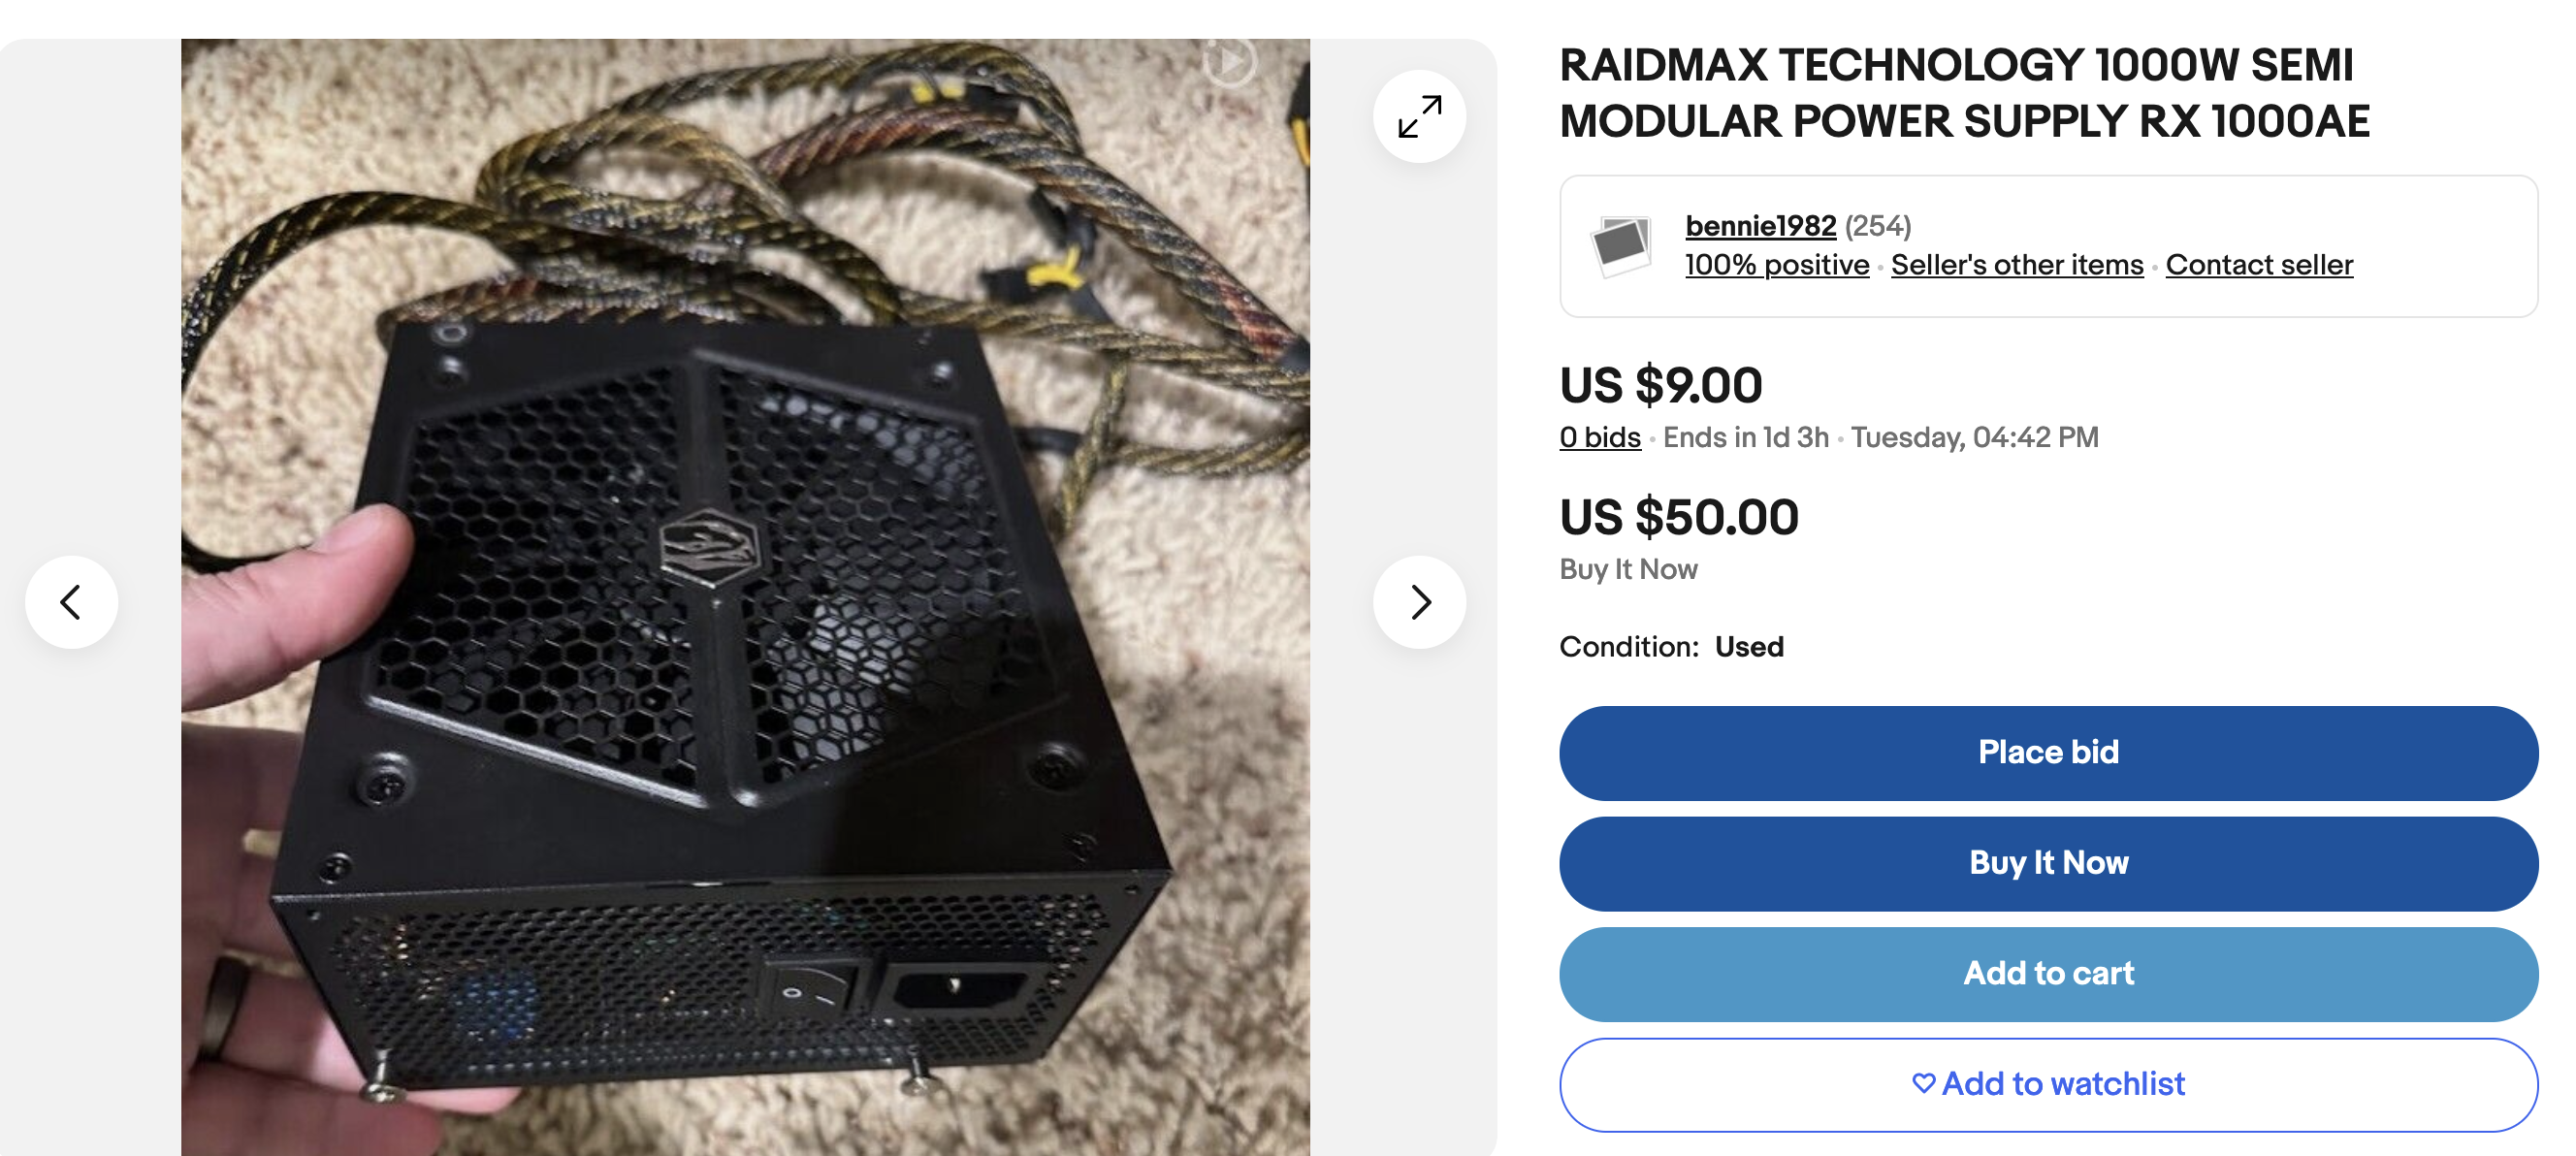 RAIDMAX TECHNOLOGY 1000W SEMI
MODULAR POWER SUPPLY RX 1000AE
bennie1982 (254)
100% positive · Seller's other items · Contact seller
US $9.00
0 bids · Ends in 1d 3h · Tuesday, 04:42 PM
US $50.00
Buy It Now
Condition: Used
Place bid
Buy It Now
Add to cart
Add to watchlist